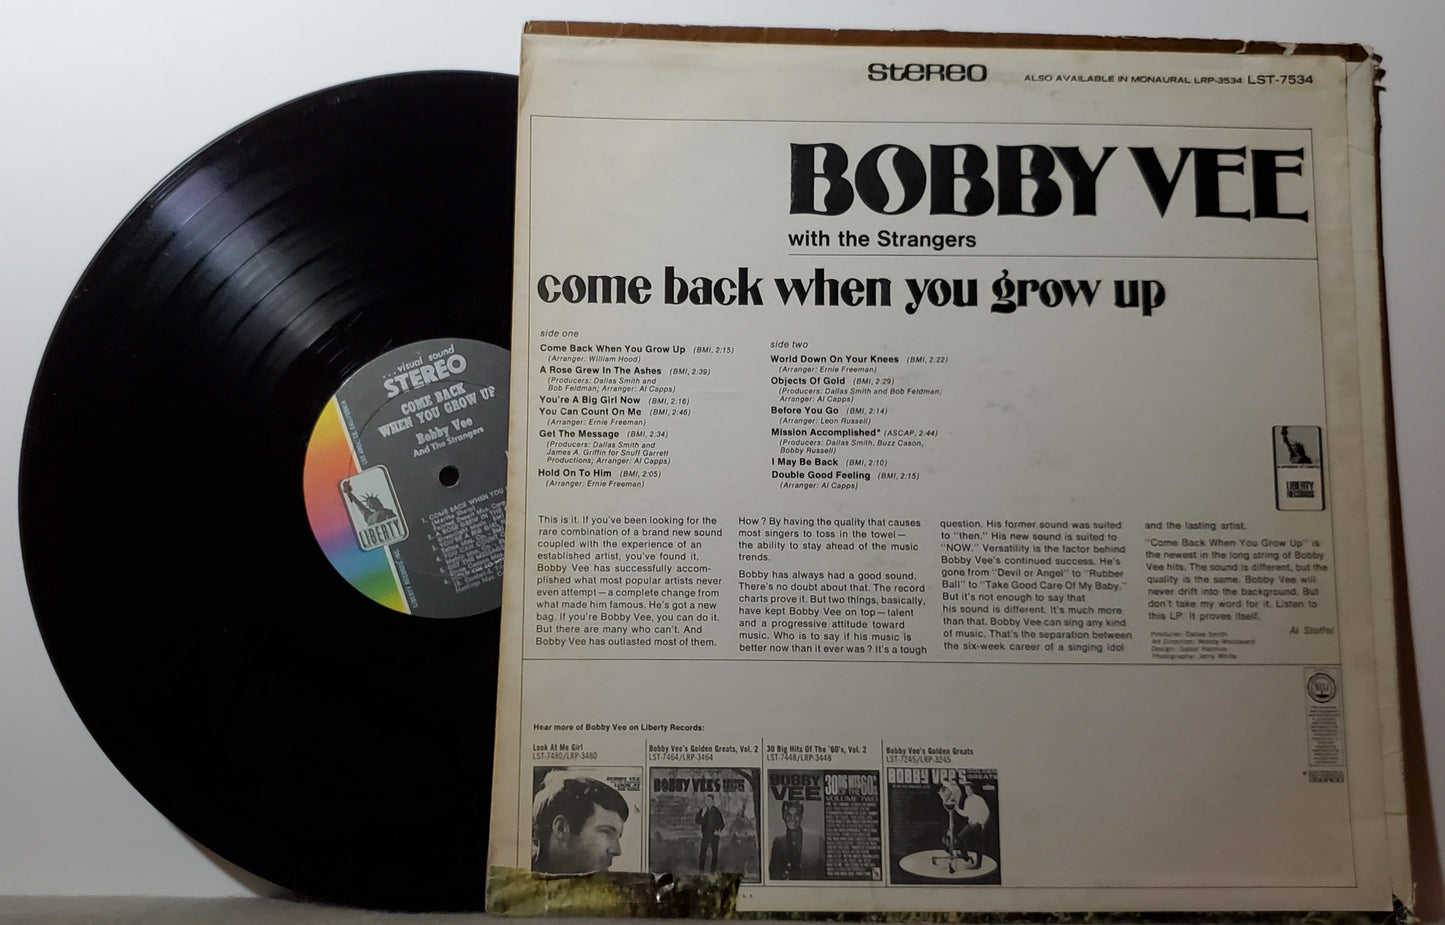 STEREO
ALSO AVAILABLE IN MONAURAL LRP-3534 LST-7534
BOBBY VEE
with the Strangers
come back when you grow up
side one
Come Back When You Grow Up (BMI, 2:15)
(Arranger: William Hood)
A Rose Grew In The Ashes (BMI, 2:39)
(Producers: Dallas Smith and
Bob Feldman; Arranger: Al Capps)
You're A Big Girl Now (BMI, 2:16)
You Can Count On Me (BMI, 2:46)
(Arranger: Ernie Freeman)
Get The Message (BMI, 2:34)
(Producers: Dallas Smith and
James A. Griffin for Snuff Garrett
Productions; Arranger: Al Capps)
Hold On To Him (BMI, 2:05)
(Arranger: Ernie Freeman)
side two
World Down On Your Knees (BMI, 2:22)
(Arranger: Ernie Freeman)
Objects Of Gold (BMI, 2:29)
(Producers: Dallas Smith and Bob Feldman;
Arranger: Al Capps)
Before You Go (BMI, 2:14)
(Arranger: Leon Russell)
Mission Accomplished* (ASCAP, 2:44)
(Producers: Dallas Smith, Buzz Cason,
Bobby Russell)
I May Be Back (BMI, 2:10)
Double Good Feeling (BMI, 2:15)
(Arranger: Al Capps)
LIBERTY
RECORDS
This is it. If you've been looking for the
rare combination of a brand new sound
coupled with the experience of an
established artist, you've found it.
Bobby Vee has successfully accom-
plished what most popular artists never
even attempt—a complete change from
what made him famous. He's got a new
bag. If you're Bobby Vee, you can do it.
But there are many who can't. And
Bobby Vee has outlasted most of them.
How? By having the quality that causes
most singers to toss in the towel—
the ability to stay ahead of the music
trends.
Bobby has always had a good sound.
There's no doubt about that. The record
charts prove it. But two things, basically,
have kept Bobby Vee on top—talent
and a progressive attitude toward
music. Who is to say if his music is
better now than it ever was? It's a tough
question. His former sound was suited
to "then." His new sound is suited to
"NOW." Versatility is the factor behind
Bobby Vee's continued success. He's
gone from "Devil or Angel" to "Rubber
Ball" to "Take Good Care Of My Baby."
But it's not enough to say that
his sound is different. It's much more
than that. Bobby Vee can sing any kind
of music. That's the separation between
the six-week career of a singing idol
and the lasting artist.
"Come Back When You Grow Up" is
the newest in the long string of Bobby
Vee hits. The sound is different, but the
quality is the same. Bobby Vee will
never drift into the background. But
don't take my word for it. Listen to
this LP. It proves itself.
Al Stoffel
Producer: Dallas Smith
Art Direction: Woody Woodward
Design: Gabor Halmos
Photography: Jerry White
Hear more of Bobby Vee on Liberty Records:
Look At Me Girl
LST-7480/LRP-3480
Bobby Vee's Golden Greats, Vol. 2
LST-7464/LRP-3464
30 Big Hits Of The '60's, Vol. 2
LST-7448/LRP-3448
Bobby Vee's Golden Greats
LST-7245/LRP-3245
BOBBY VEE
BOBBY VEE'S
BOBBY
VEE
30 BIG HITS
OF THE 60's
VOLUME TWO
BOBBY VEE'S GOLDEN
GREATS
...visual sound
STEREO
COME BACK
WHEN YOU GROW UP
Bobby Vee
And The Strangers
LIBERTY
1. COME BACK WHEN YOU